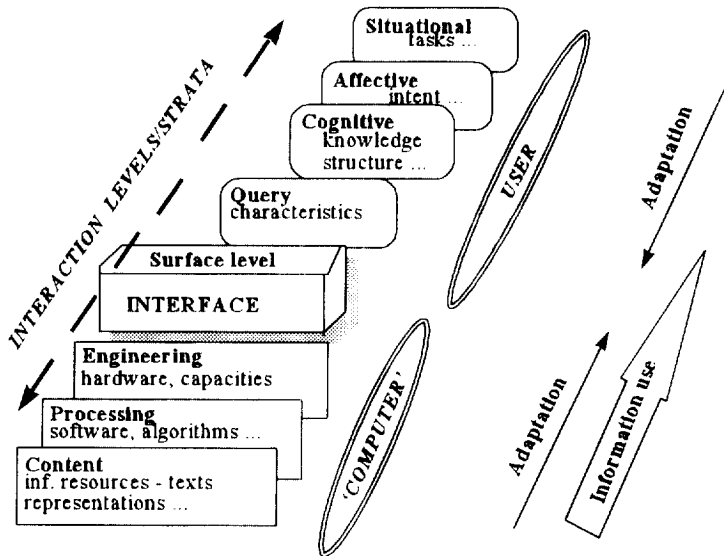 INTERACTION LEVELS/STRATA
Situational
tasks ...
Affective
intent ...
Cognitive
knowledge
structure ...
Query
characteristics
Surface level
INTERFACE
Engineering
hardware, capacities
Processing
software, algorithms ...
Content
inf. resources - texts
representations ...
USER
'COMPUTER'
Adaptation
Adaptation
Information use